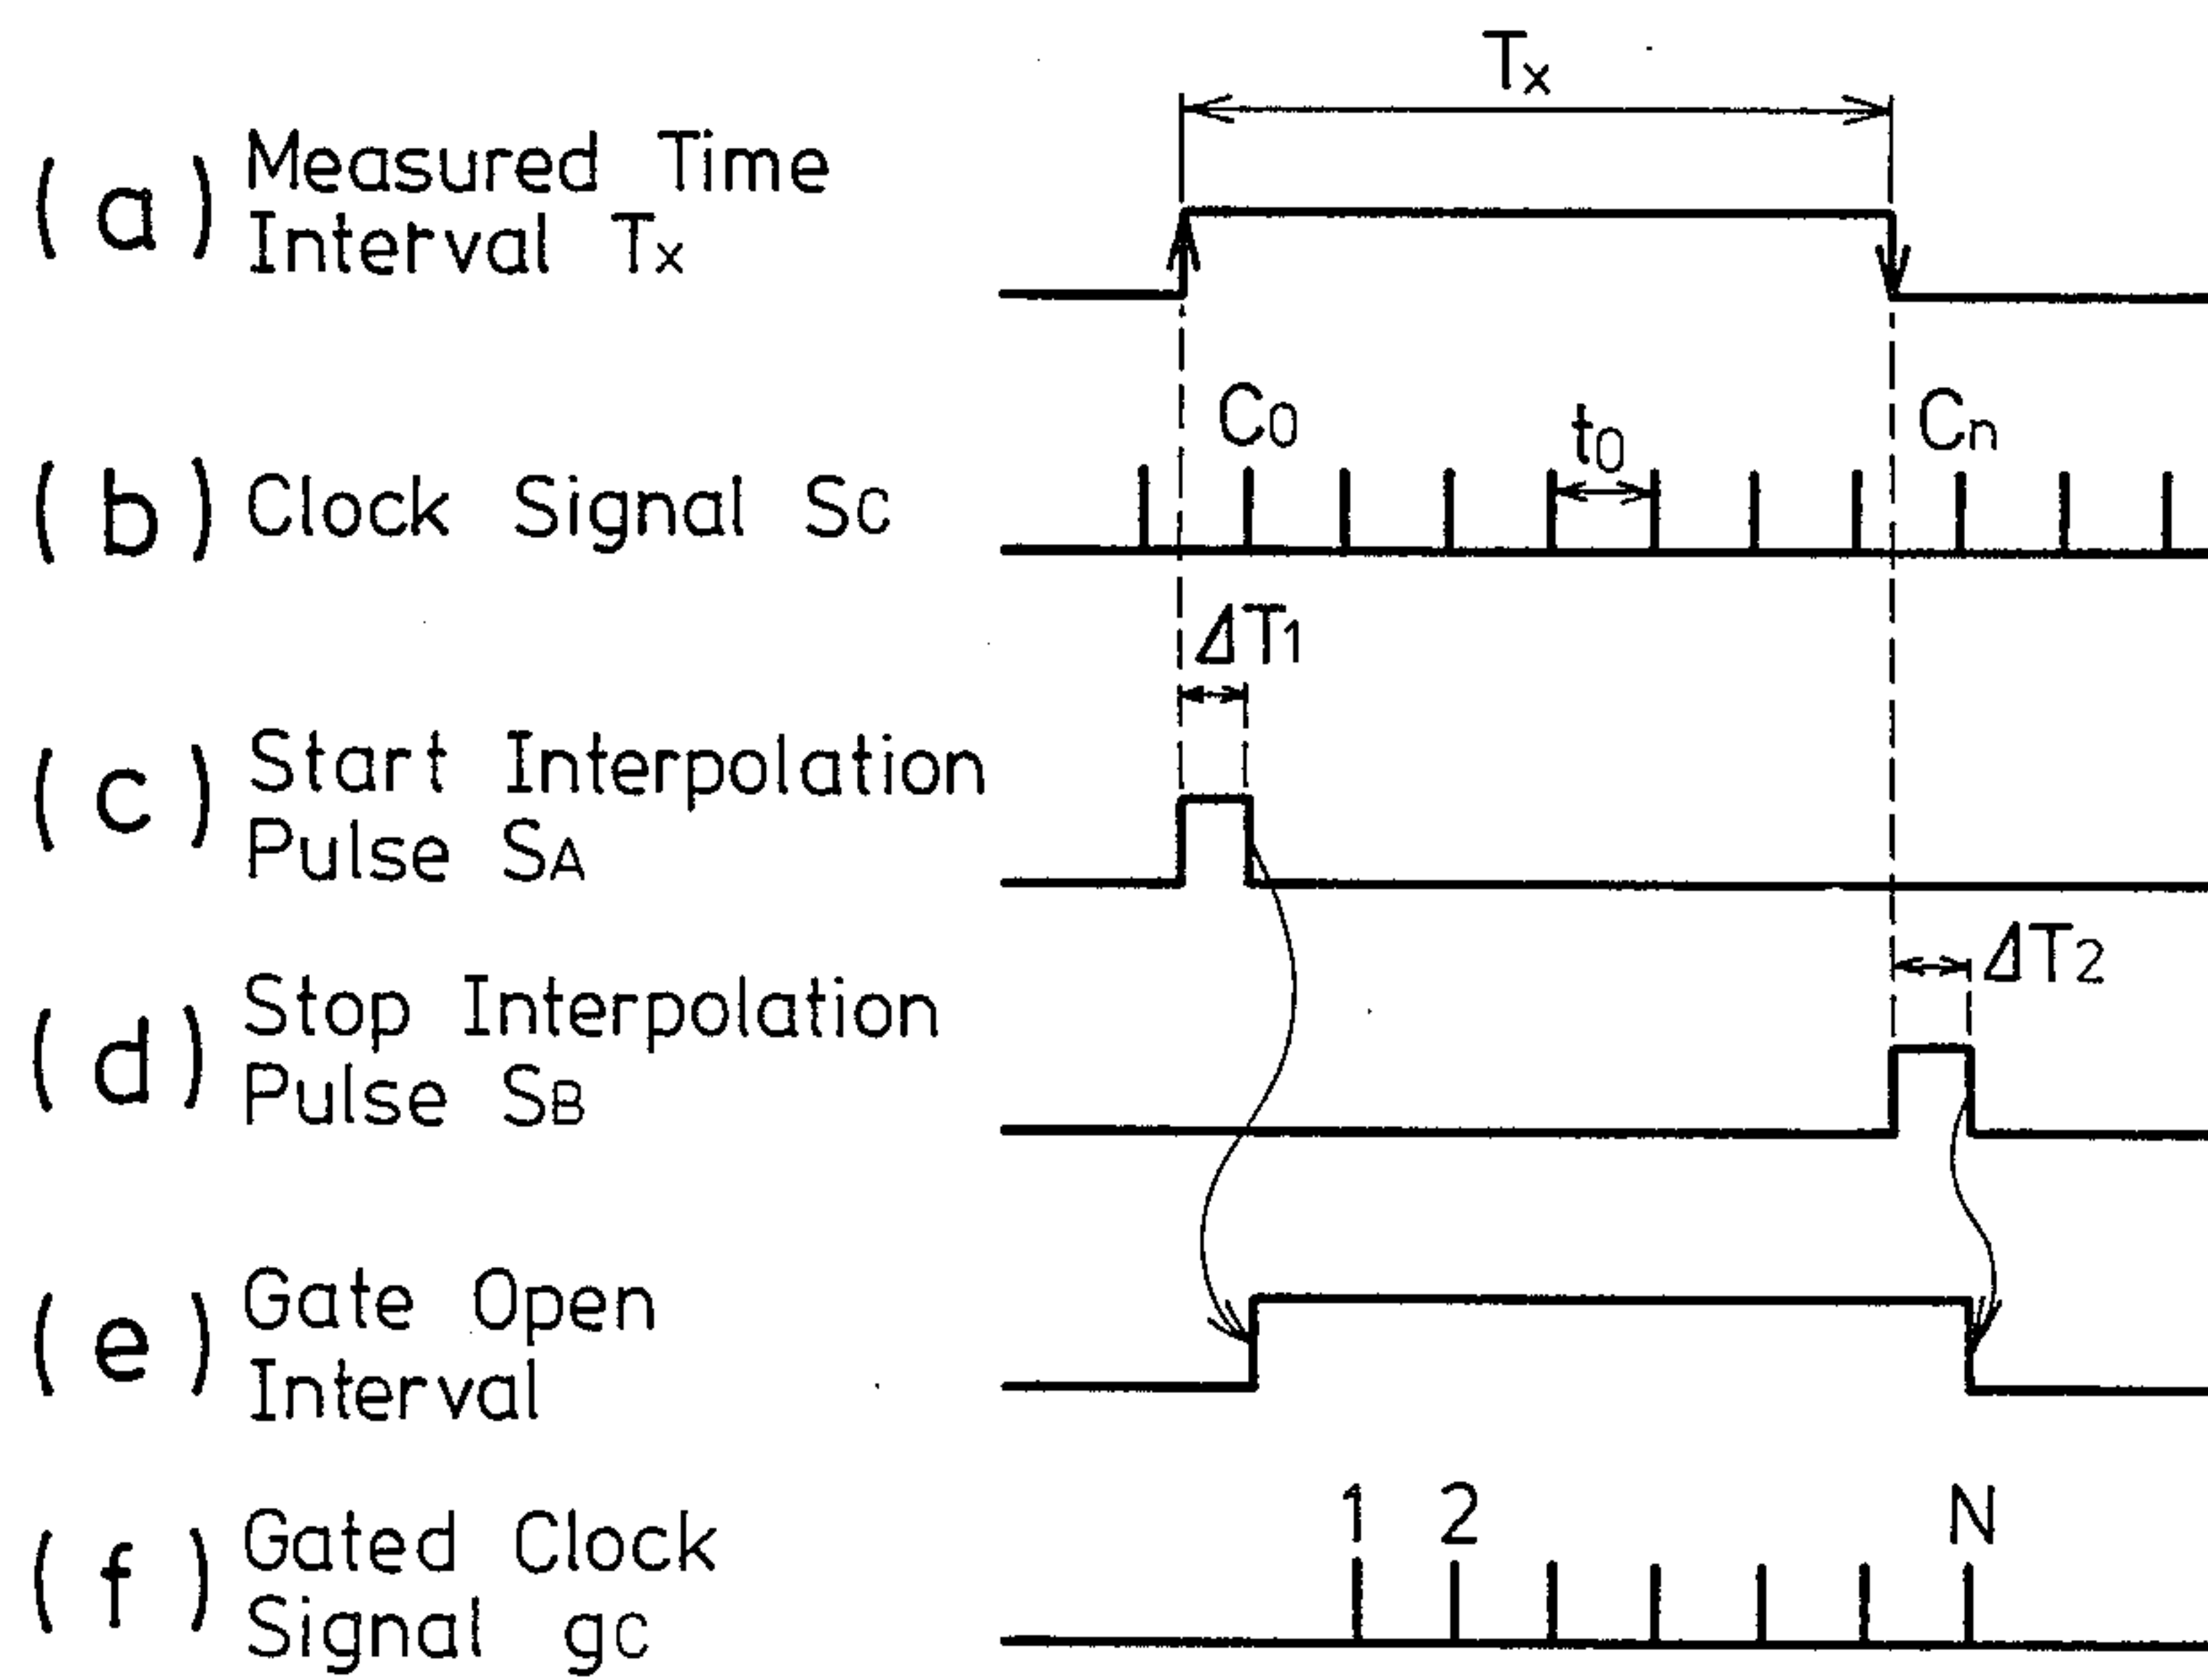 Tx
(a) Measured Time
Interval Tx
C0 t0 Cn
(b) Clock Signal SC
ΔT1
(c) Start Interpolation
Pulse SA
ΔT2
(d) Stop Interpolation
Pulse SB
(e) Gate Open
Interval
1 2 N
(f) Gated Clock
Signal gC